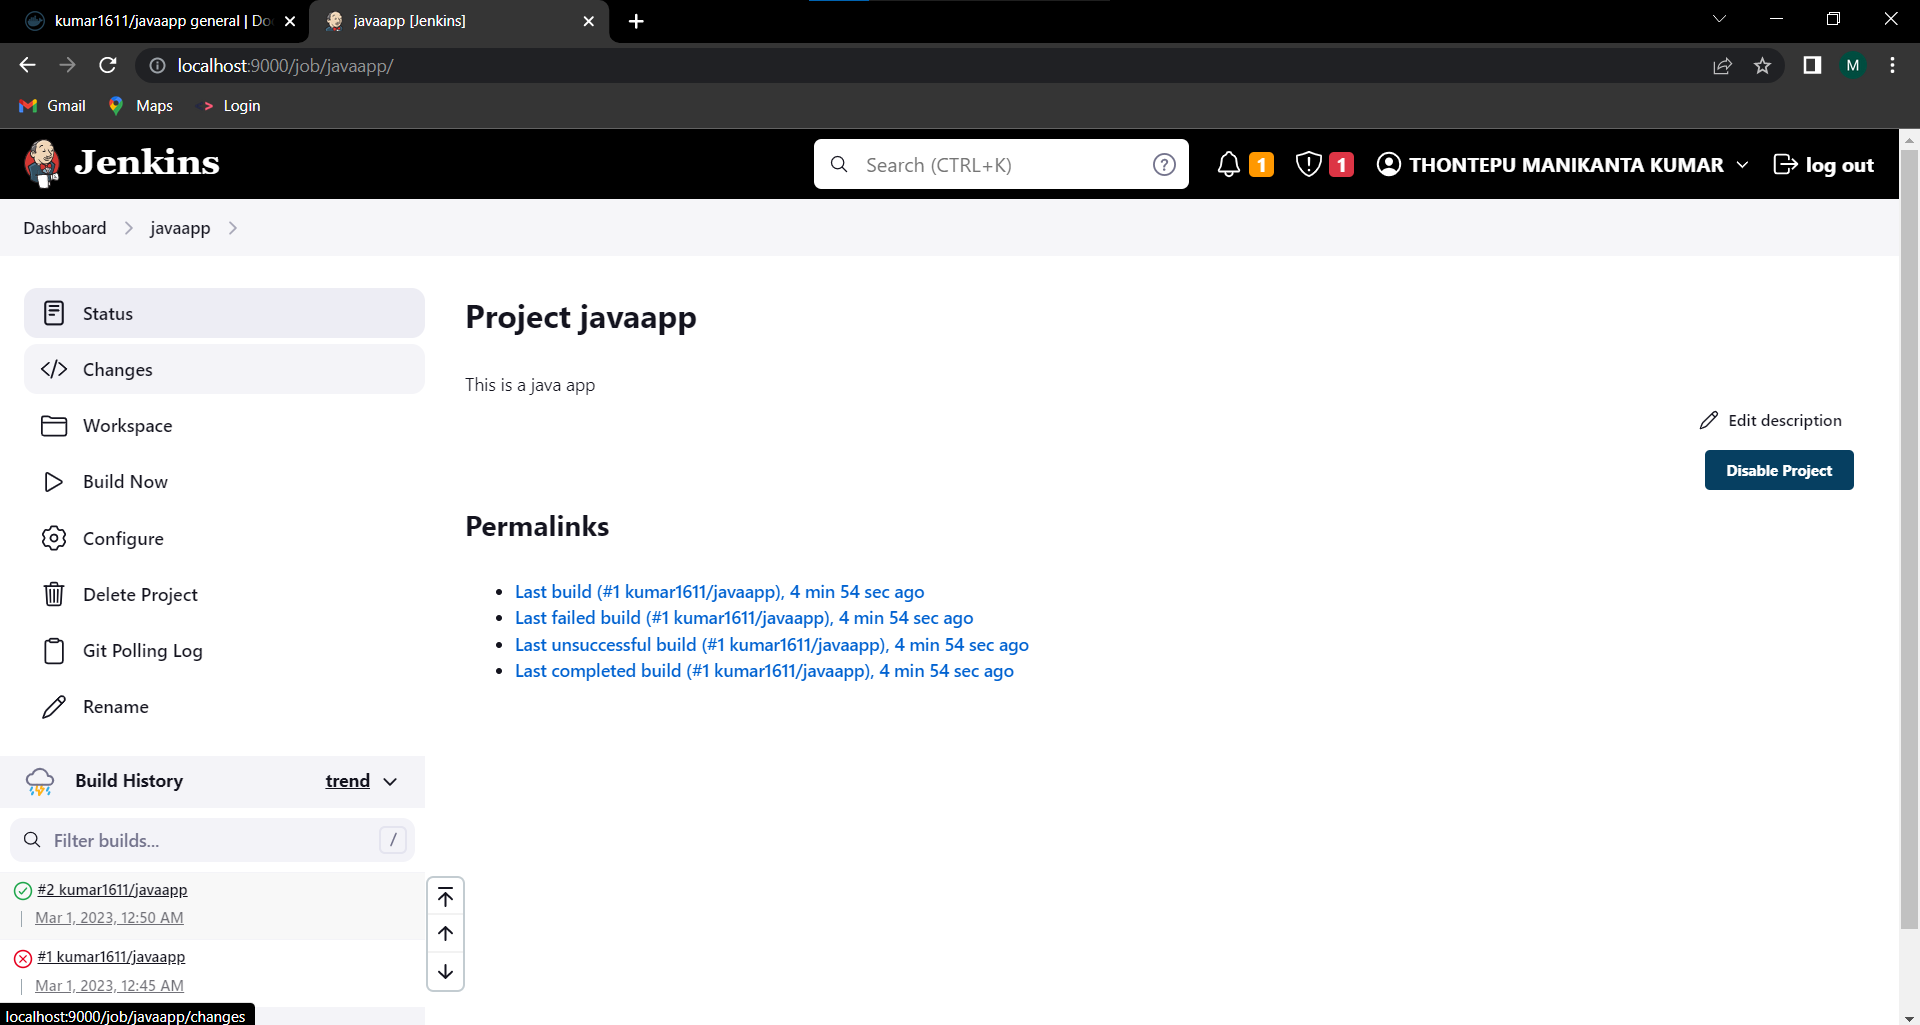 kumar1611/javaapp general | Do
javaapp [Jenkins]
localhost:9000/job/javaapp/
M
Gmail
Maps
Login
Jenkins
Search (CTRL+K)
1
1
THONTEPU MANIKANTA KUMAR
log out
Dashboard
javaapp
Status
Changes
Workspace
Build Now
Configure
Delete Project
Git Polling Log
Rename
Project javaapp
This is a java app
Edit description
Disable Project
Permalinks
Last build (#1 kumar1611/javaapp), 4 min 54 sec ago
Last failed build (#1 kumar1611/javaapp), 4 min 54 sec ago
Last unsuccessful build (#1 kumar1611/javaapp), 4 min 54 sec ago
Last completed build (#1 kumar1611/javaapp), 4 min 54 sec ago
Build History
trend
Filter builds...
/
#2 kumar1611/javaapp
Mar 1, 2023, 12:50 AM
#1 kumar1611/javaapp
Mar 1, 2023, 12:45 AM
localhost:9000/job/javaapp/changes